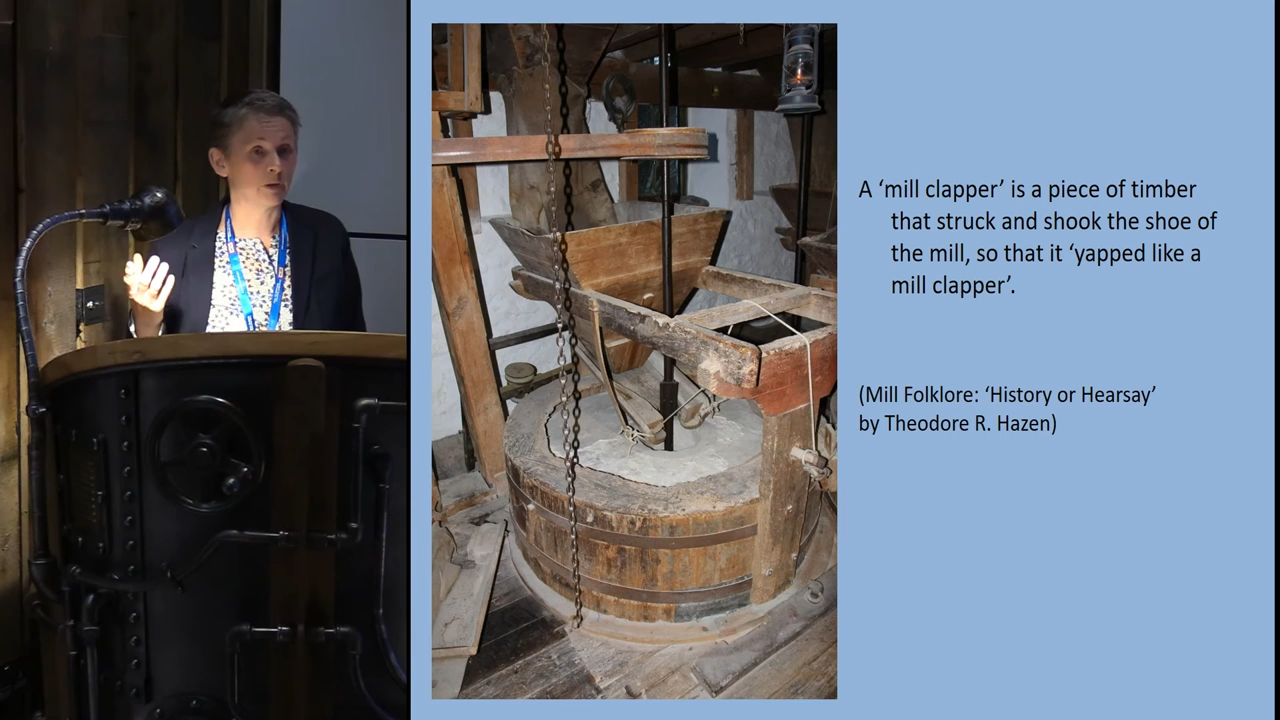 A ‘mill clapper’ is a piece of timber
that struck and shook the shoe of
the mill, so that it ‘yapped like a
mill clapper’.
(Mill Folklore: ‘History or Hearsay’
by Theodore R. Hazen)